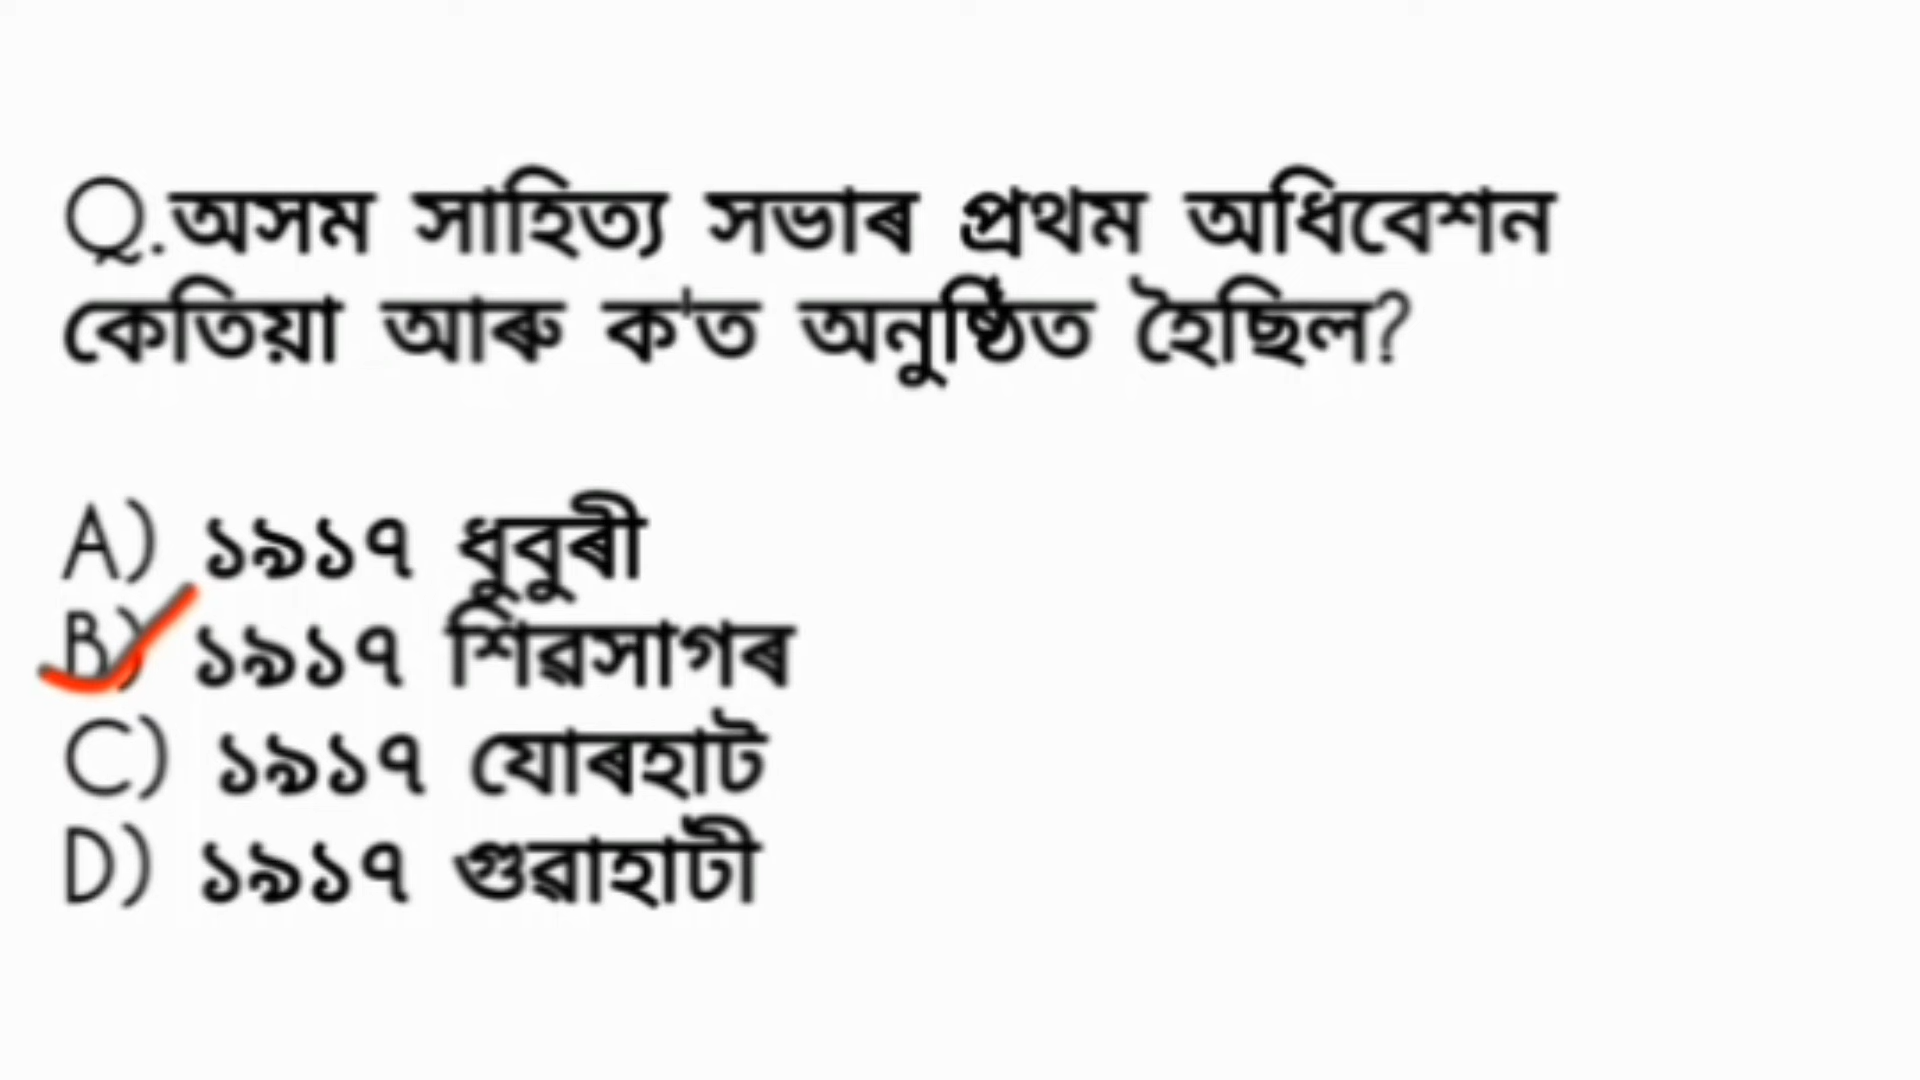 Q.অসম সাহিত্য সভাৰ প্ৰথম অধিবেশন
কেতিয়া আৰু ক'ত অনুষ্ঠিত হৈছিল?
A) ১৯১৭ ধুবুৰী
B) ১৯১৭ শিৱসাগৰ
C) ১৯১৭ যোৰহাট
D) ১৯১৭ গুৱাহাটী